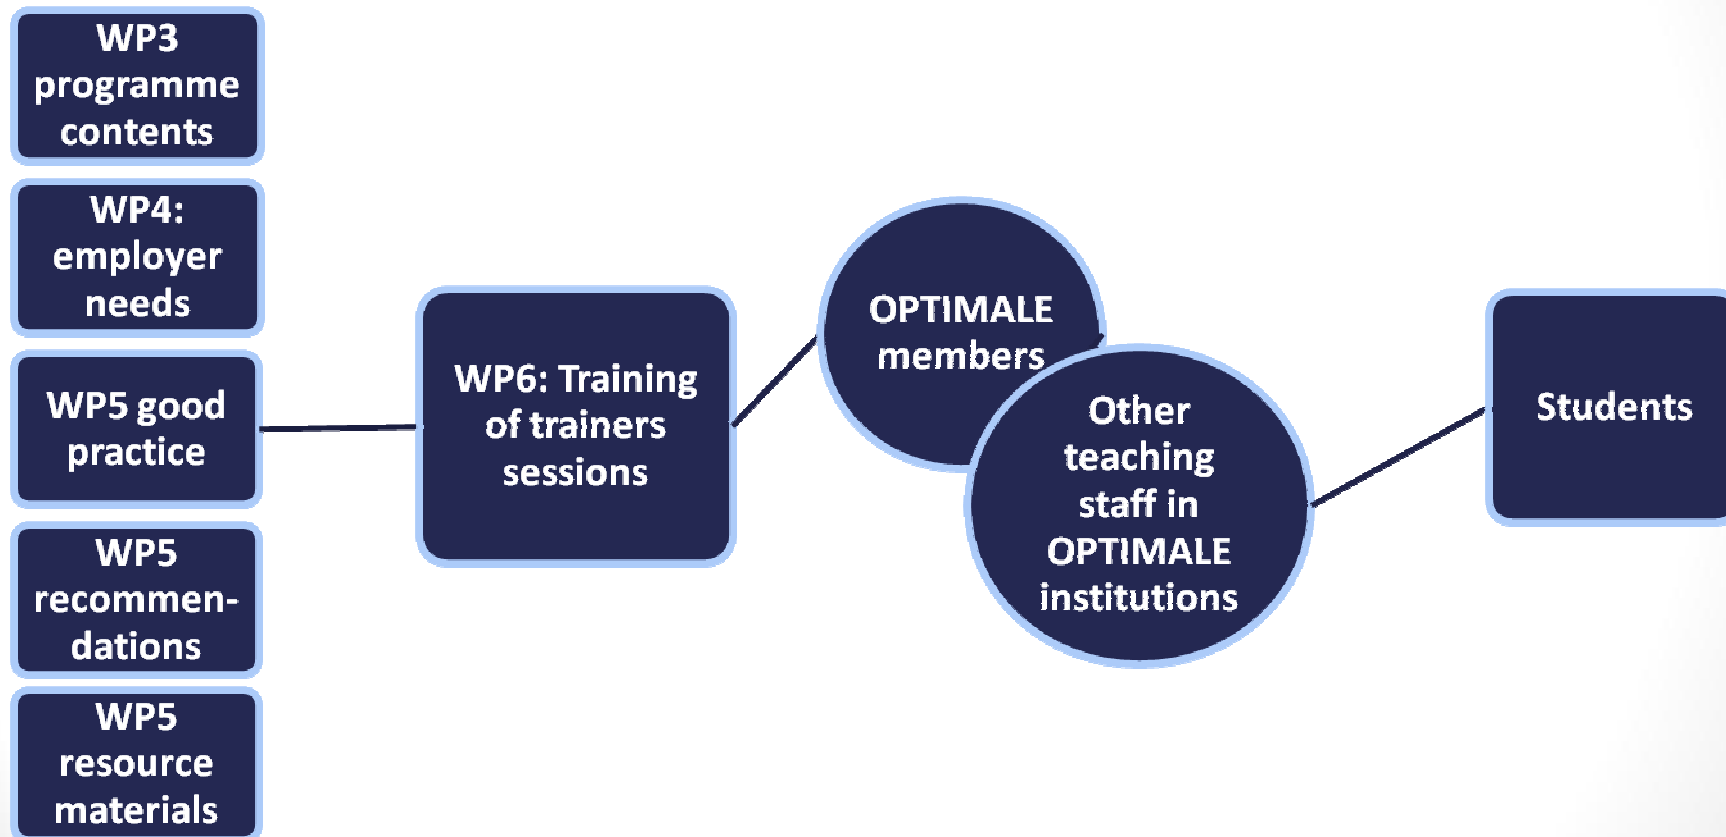 WP3
programme
contents
WP4:
employer
needs
WP5 good
practice
WP5
recommen-
dations
WP5
resource
materials
WP6: Training
of trainers
sessions
OPTIMALE
members
Other
teaching
staff in
OPTIMALE
institutions
Students